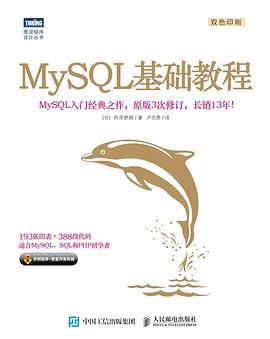 TURING
图灵程序
设计丛书
双色印刷
MySQL基础教程
MySQL入门经典之作，原版3次修订，长销13年！
[日] 西泽梦路/著 卢克贵/译
193张图表+388段代码
适合MySQL、SQL和PHP初学者
中国工信出版集团
人民邮电出版社
POSTS & TELECOM PRESS